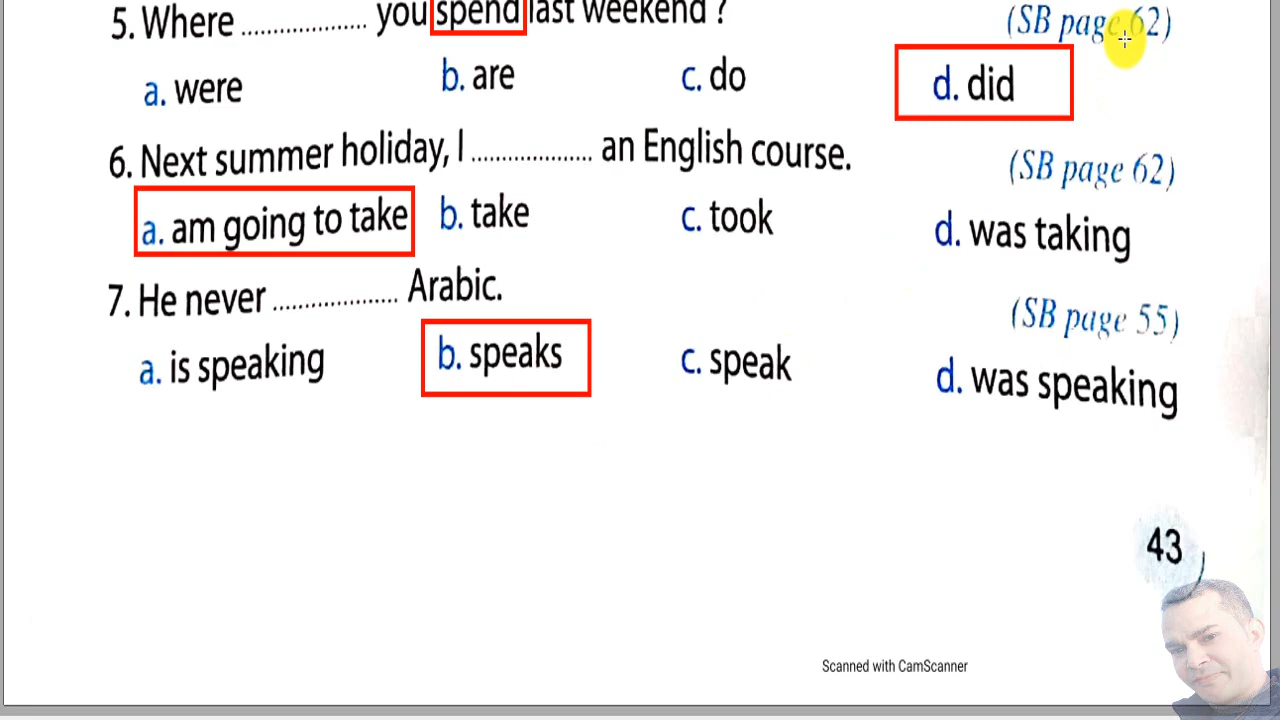 5. Where .................... you spend last weekend ? (SB page 62)
a. were b. are c. do d. did
6. Next summer holiday, I .................... an English course. (SB page 62)
a. am going to take b. take c. took d. was taking
7. He never .................... Arabic. (SB page 55)
a. is speaking b. speaks c. speak d. was speaking
43
Scanned with CamScanner